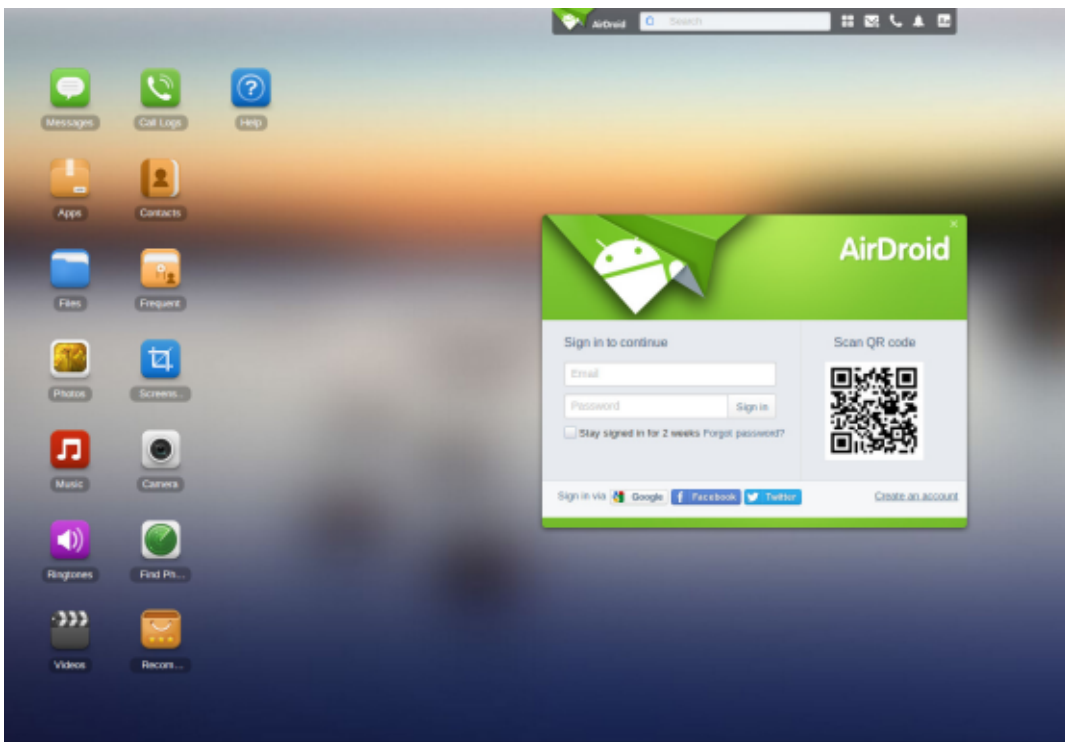 AirDroid Search
Messages Call Logs Help
Apps Contacts
Files Frequent
Photos Screens...
Music Camera
Ringtones Find Ph...
Videos Recom...
AirDroid
Sign in to continue
Email
Password Sign in
Stay signed in for 2 weeks Forgot password?
Scan QR code
Sign in via Google Facebook Twitter Create an account